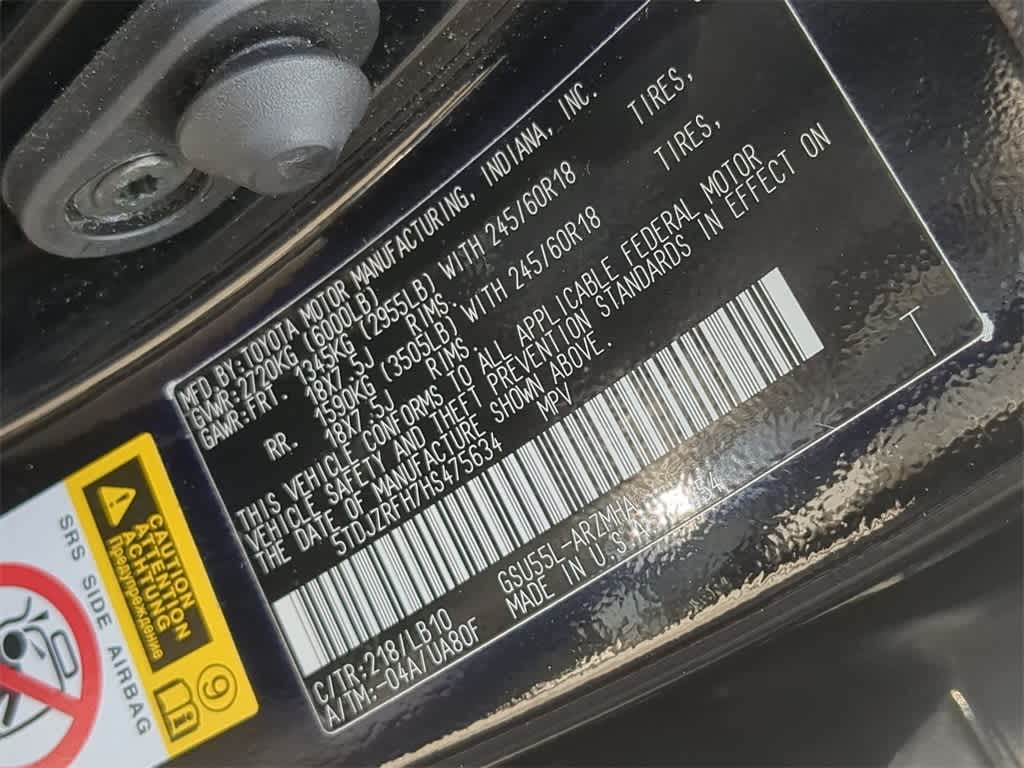 MFD.BY:TOYOTA MOTOR MANUFACTURING, INDIANA, INC.
GVWR:2720KG (6000LB)
GAWR:FRT. 1345KG (2955LB) WITH 245/60R18 TIRES,
18X7.5J RIMS
RR. 1590KG (3505LB) WITH 245/60R18 TIRES,
18X7.5J RIMS.
THIS VEHICLE CONFORMS TO ALL APPLICABLE FEDERAL MOTOR
VEHICLE SAFETY AND THEFT PREVENTION STANDARDS IN EFFECT ON
THE DATE OF MANUFACTURE SHOWN ABOVE.
5TDJZRFH7HS475634 MPV
T
C/TR:218/LB10 GSU55L-ARZMHA
A/TM:-04A/UA80F MADE IN U.S.A.
CAUTION
ATTENTION
ACHTUNG
Предупреждение
9
i
SRS SIDE AIRBAG